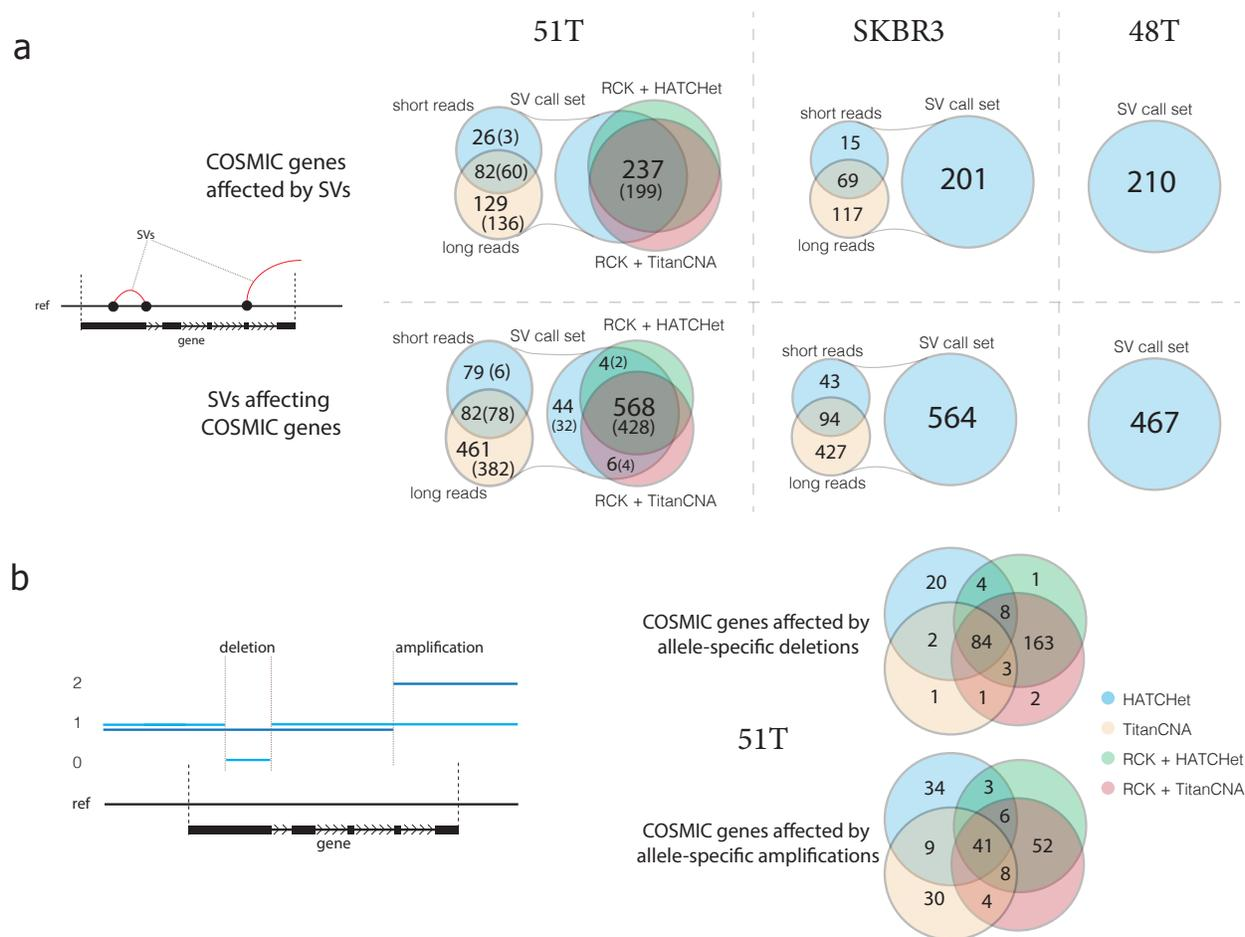 a
51T
SKBR3
48T
COSMIC genes
affected by SVs
short reads
SV call set
RCK + HATCHet
26(3)
82(60)
129
(136)
237
(199)
long reads
RCK + TitanCNA
short reads
SV call set
15
69
117
201
long reads
SV call set
210
SVs
ref
gene
SVs affecting
COSMIC genes
short reads
SV call set
RCK + HATCHet
79 (6)
82(78)
461
(382)
44
(32)
4(2)
568
(428)
6(4)
long reads
RCK + TitanCNA
short reads
SV call set
43
94
427
564
long reads
SV call set
467
b
deletion
amplification
2
1
0
ref
gene
COSMIC genes affected by
allele-specific deletions
20
4
1
8
2
84
163
3
1
1
2
51T
HATCHet
TitanCNA
RCK + HATCHet
RCK + TitanCNA
COSMIC genes affected by
allele-specific amplifications
34
3
6
9
41
52
8
30
4